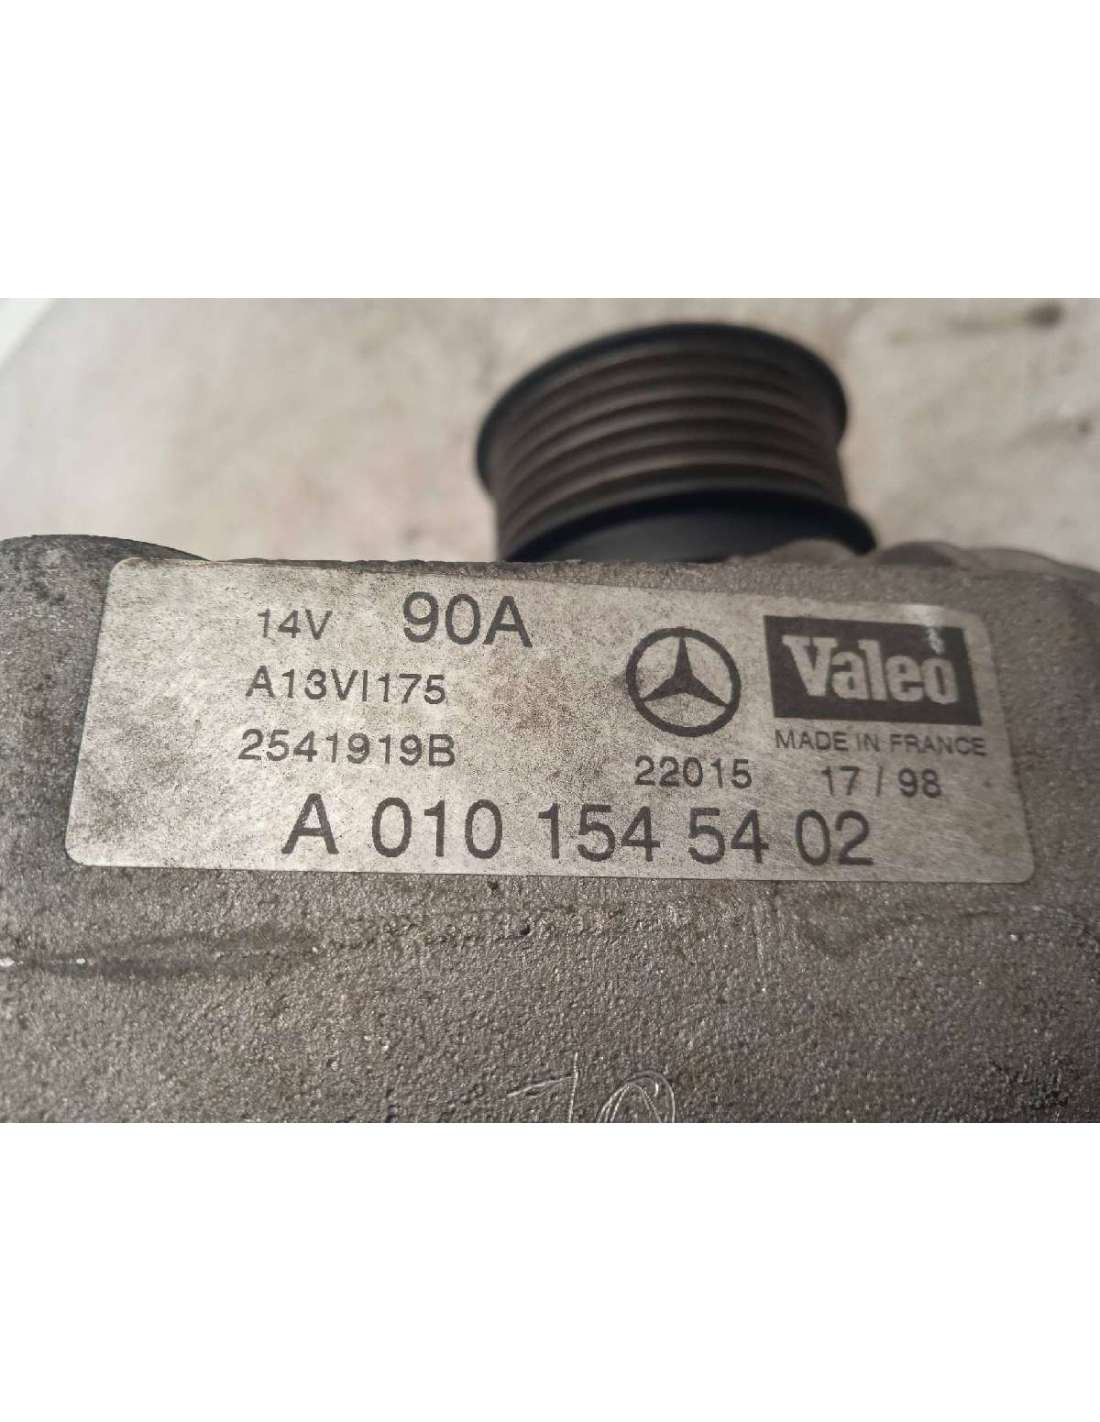 14V 90A
A13VI175
2541919B
Valeo
MADE IN FRANCE
22015 17/98
A 010 154 54 02